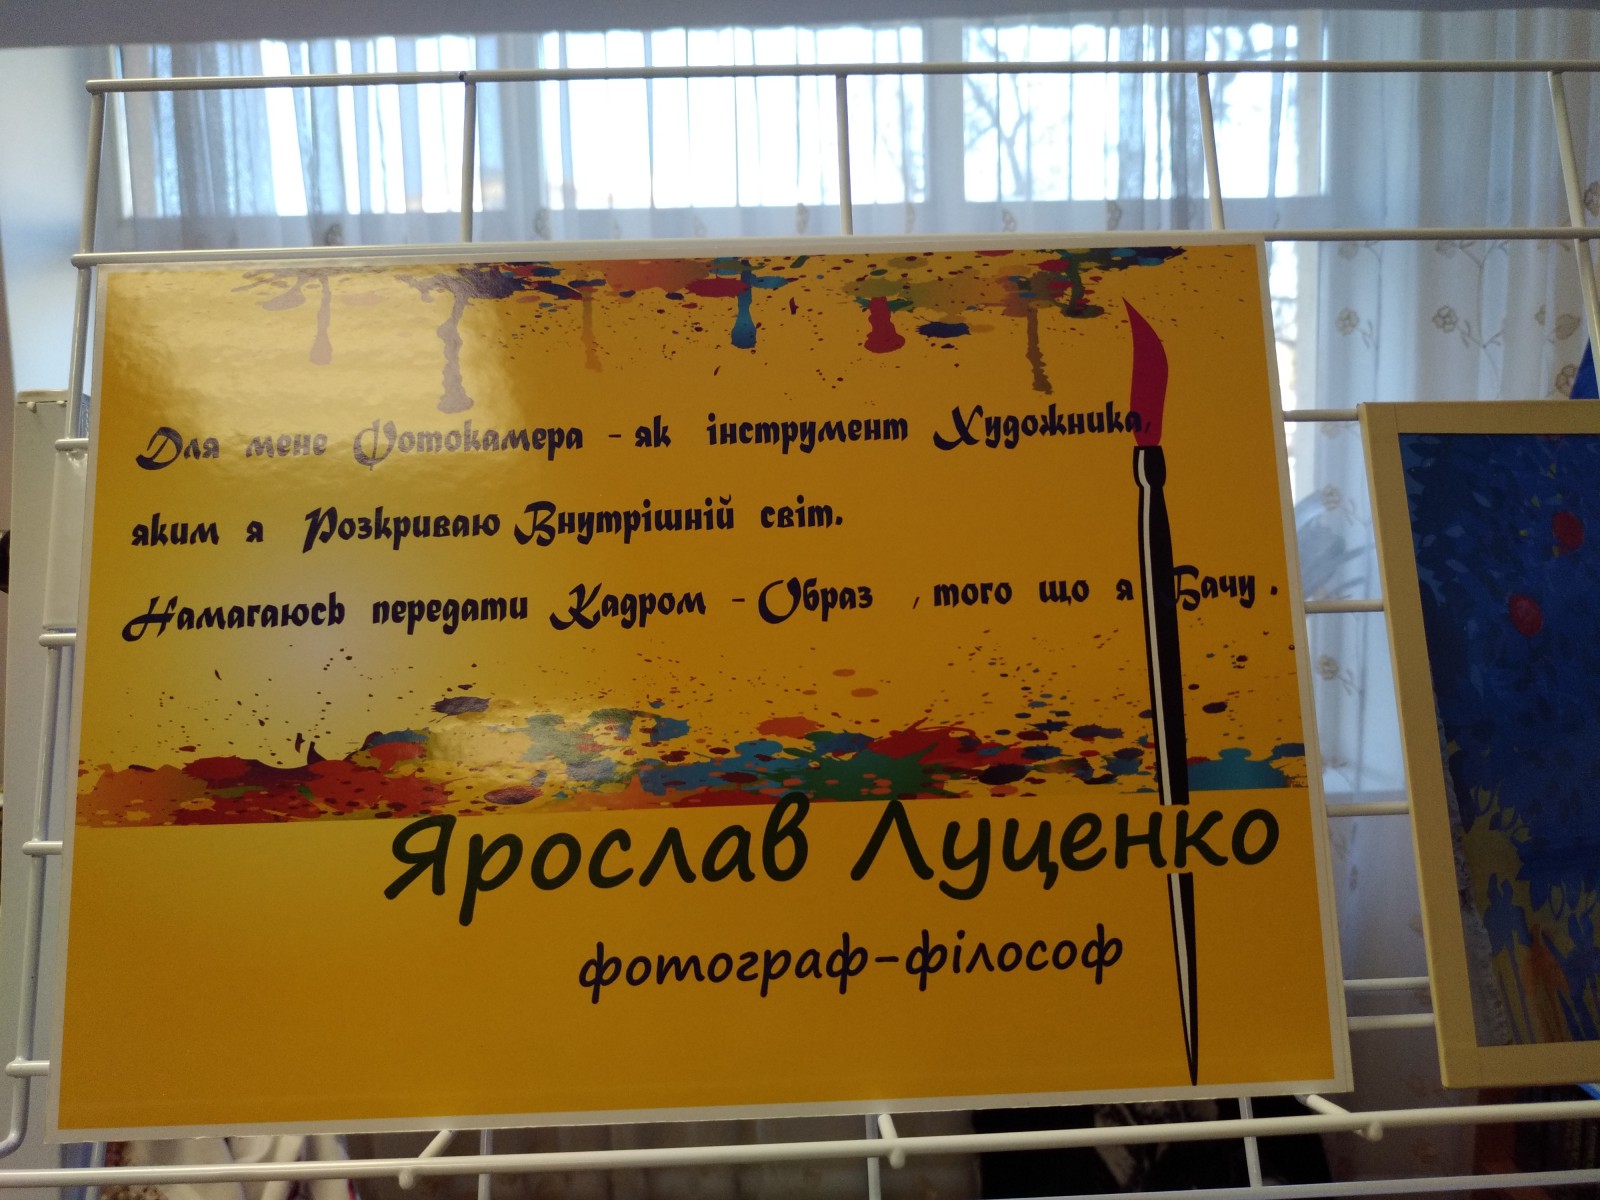 Для мене Фотокамера - як інструмент Художника,
яким я Розкриваю Внутрішній світ.
Намагаюсь передати Кадром - Образ , того що я Бачу .
Ярослав Луценко
фотограф-філософ